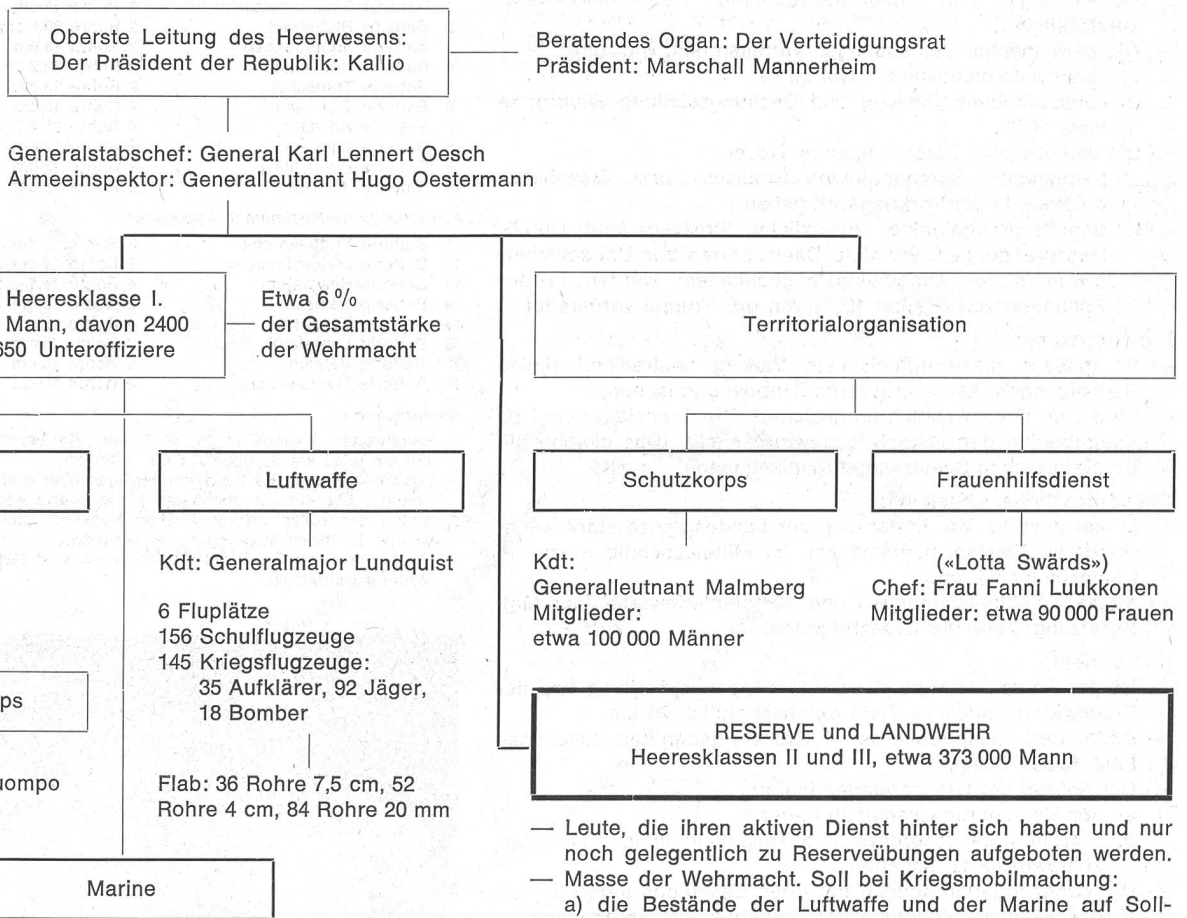 Oberste Leitung des Heerwesens:
Der Präsident der Republik: Kallio
Beratendes Organ: Der Verteidigungsrat
Präsident: Marschall Mannerheim
Generalstabschef: General Karl Lennert Oesch
Armeeinspektor: Generalleutnant Hugo Oestermann
Heeresklasse I.
Mann, davon 2400
650 Unteroffiziere
Etwa 6 %
der Gesamtstärke
der Wehrmacht
Territorialorganisation
Luftwaffe
Schutzkorps
Frauenhilfsdienst
Kdt: Generalmajor Lundquist
6 Fluplätze
156 Schulflugzeuge
145 Kriegsflugzeuge:
35 Aufklärer, 92 Jäger,
18 Bomber
Flab: 36 Rohre 7,5 cm, 52
Rohre 4 cm, 84 Rohre 20 mm
Kdt:
Generalleutnant Malmberg
Mitglieder:
etwa 100 000 Männer
(«Lotta Swärds»)
Chef: Frau Fanni Luukkonen
Mitglieder: etwa 90 000 Frauen
ps
uompo
Marine
RESERVE und LANDWEHR
Heeresklassen II und III, etwa 373 000 Mann
— Leute, die ihren aktiven Dienst hinter sich haben und nur
noch gelegentlich zu Reserveübungen aufgeboten werden.
— Masse der Wehrmacht. Soll bei Kriegsmobilmachung:
a) die Bestände der Luftwaffe und der Marine auf Soll-